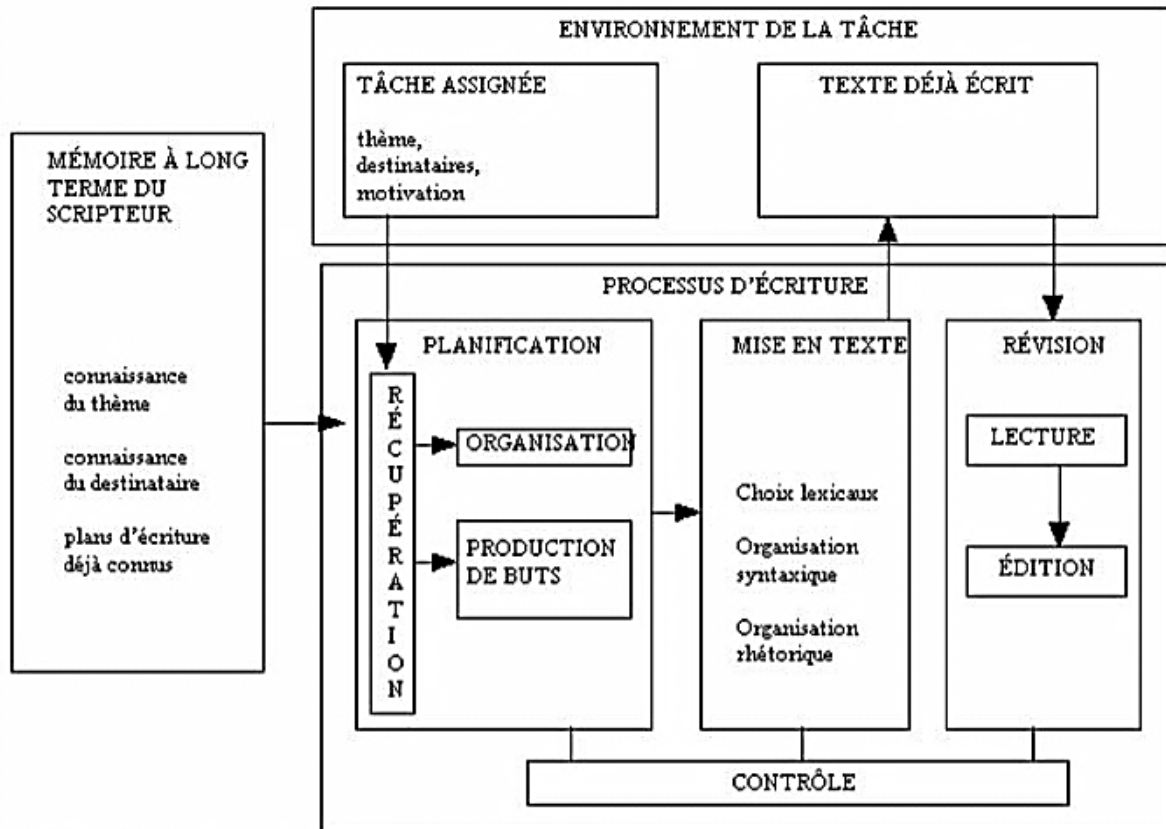 ENVIRONNEMENT DE LA TÂCHE
TÂCHE ASSIGNÉE
thème,
destinataires,
motivation
TEXTE DÉJÀ ÉCRIT
MÉMOIRE À LONG
TERME DU
SCRIPTEUR
connaissance
du thème
connaissance
du destinataire
plans d'écriture
déjà connus
PROCESSUS D'ÉCRITURE
PLANIFICATION
RÉCUPÉRATION
ORGANISATION
PRODUCTION
DE BUTS
MISE EN TEXTE
Choix lexicaux
Organisation
syntaxique
Organisation
rhétorique
RÉVISION
LECTURE
ÉDITION
CONTRÔLE